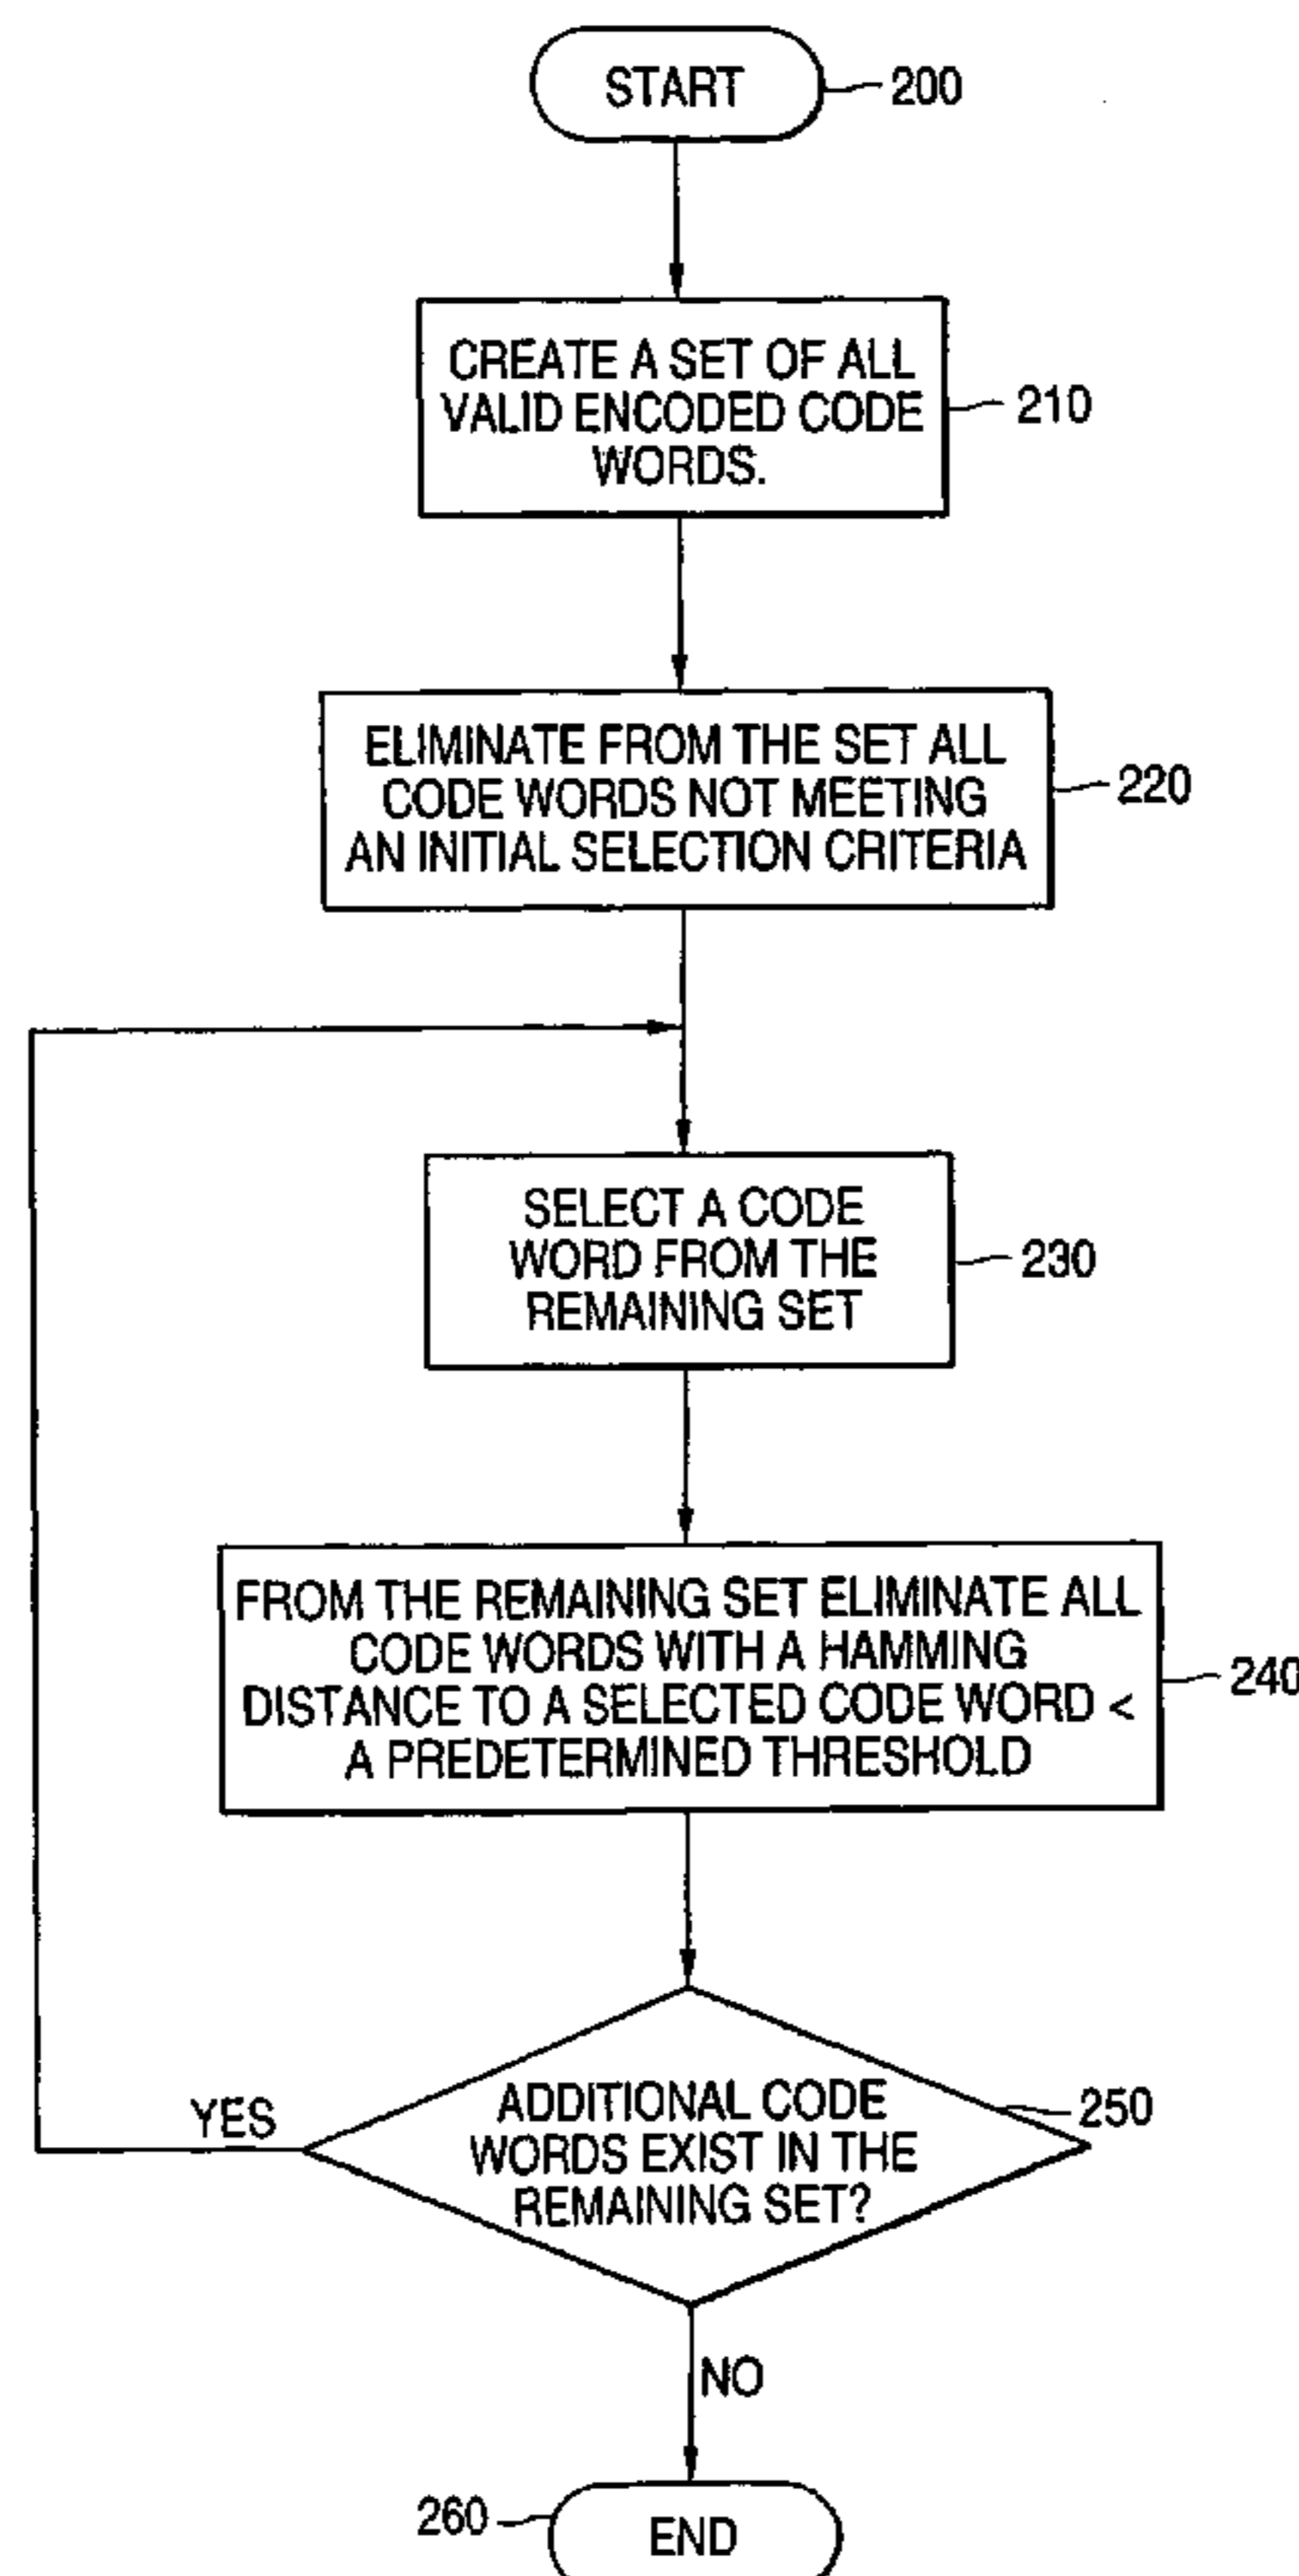 START
200
CREATE A SET OF ALL
VALID ENCODED CODE
WORDS.
210
ELIMINATE FROM THE SET ALL
CODE WORDS NOT MEETING
AN INITIAL SELECTION CRITERIA
220
SELECT A CODE
WORD FROM THE
REMAINING SET
230
FROM THE REMAINING SET ELIMINATE ALL
CODE WORDS WITH A HAMMING
DISTANCE TO A SELECTED CODE WORD <
A PREDETERMINED THRESHOLD
240
ADDITIONAL CODE
WORDS EXIST IN THE
REMAINING SET?
250
YES
NO
260
END